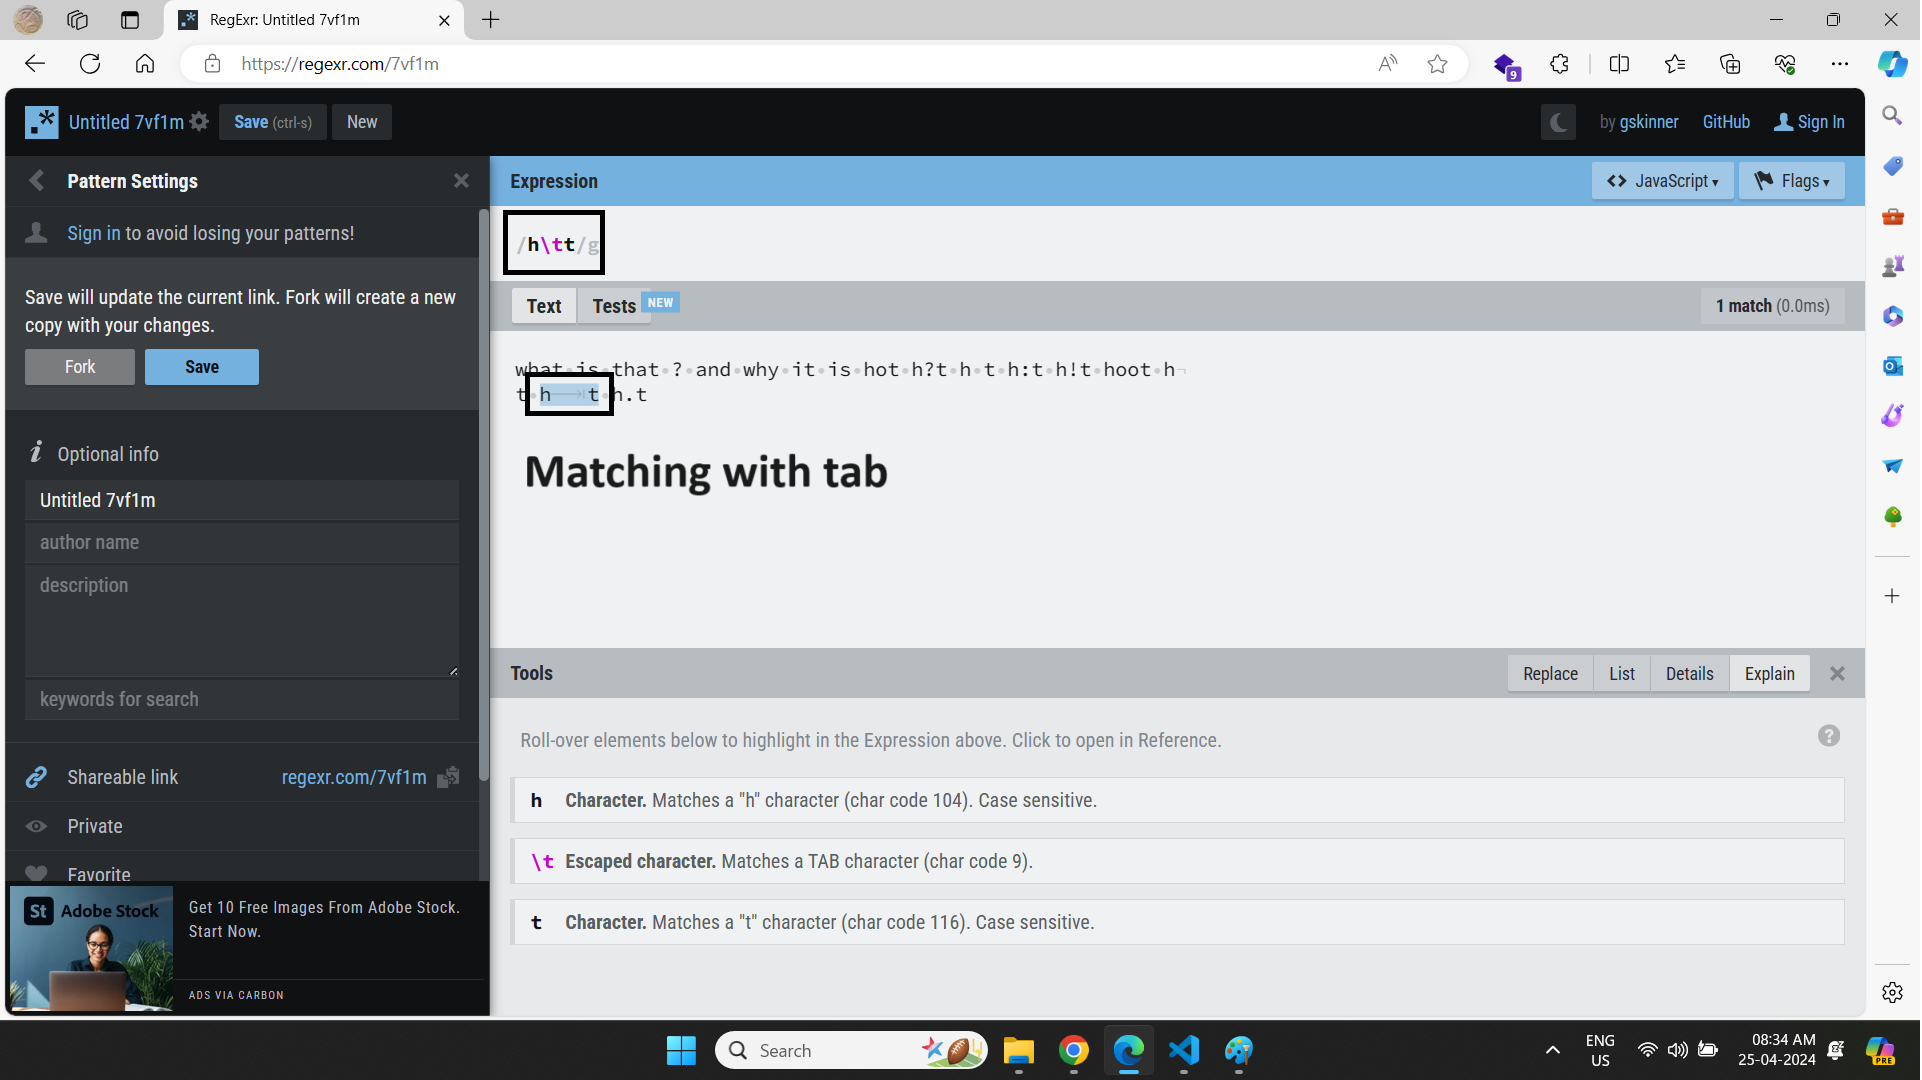 RegExr: Untitled 7vf1m
https://regexr.com/7vf1m
9
Untitled 7vf1m
Save (ctrl-s)
New
by gskinner
GitHub
Sign In
Pattern Settings
Expression
JavaScript
Flags
Sign in to avoid losing your patterns!
/h\tt/g
Save will update the current link. Fork will create a new
copy with your changes.
Fork
Save
Text
Tests
NEW
1 match (0.0ms)
what is that ? and why it is hot h?t h t h:t h!t hoot h¬
t h t h.t
Matching with tab
Optional info
Untitled 7vf1m
author name
description
keywords for search
Tools
Replace
List
Details
Explain
Roll-over elements below to highlight in the Expression above. Click to open in Reference.
?
h Character. Matches a "h" character (char code 104). Case sensitive.
\t Escaped character. Matches a TAB character (char code 9).
t Character. Matches a "t" character (char code 116). Case sensitive.
Shareable link
regexr.com/7vf1m
Private
Favorite
St Adobe Stock
Get 10 Free Images From Adobe Stock.
Start Now.
ADS VIA CARBON
Search
ENG
US
08:34 AM
25-04-2024
PRE